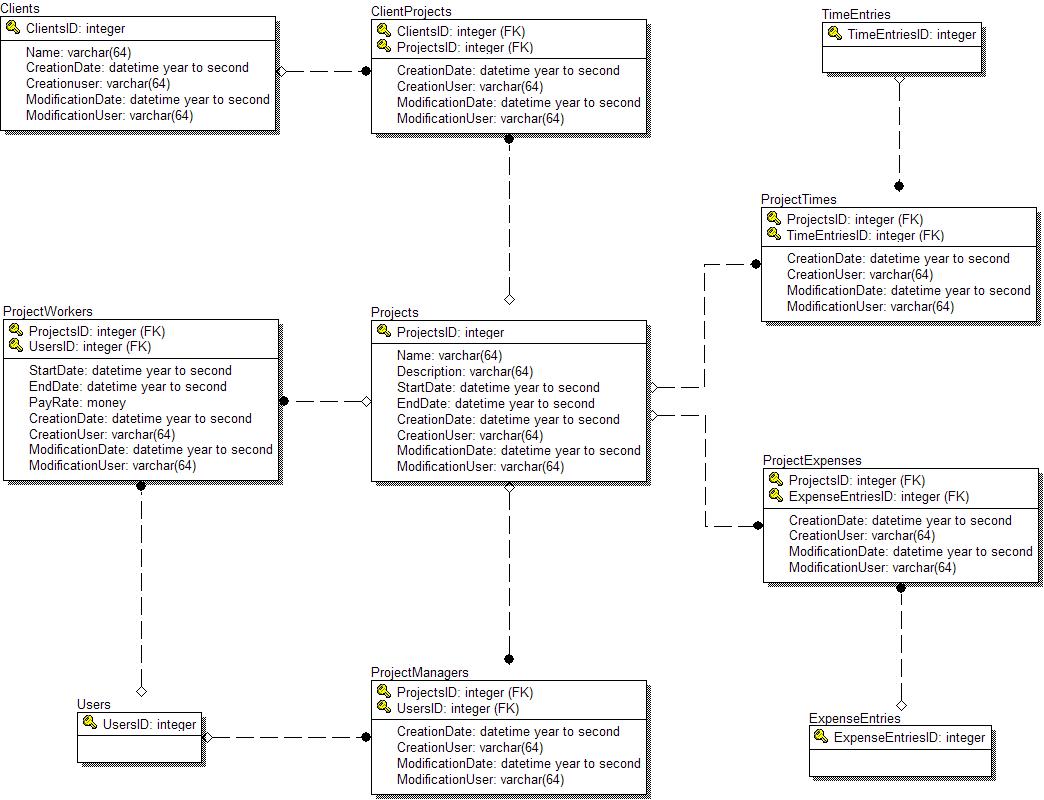 Clients
ClientsID: integer
Name: varchar(64)
CreationDate: datetime year to second
Creationuser: varchar(64)
ModificationDate: datetime year to second
ModificationUser: varchar(64)
ClientProjects
ClientsID: integer (FK)
ProjectsID: integer (FK)
CreationDate: datetime year to second
CreationUser: varchar(64)
ModificationDate: datetime year to second
ModificationUser: varchar(64)
TimeEntries
TimeEntriesID: integer
ProjectTimes
ProjectsID: integer (FK)
TimeEntriesID: integer (FK)
CreationDate: datetime year to second
CreationUser: varchar(64)
ModificationDate: datetime year to second
ModificationUser: varchar(64)
ProjectWorkers
ProjectsID: integer (FK)
UsersID: integer (FK)
StartDate: datetime year to second
EndDate: datetime year to second
PayRate: money
CreationDate: datetime year to second
CreationUser: varchar(64)
ModificationDate: datetime year to second
ModificationUser: varchar(64)
Projects
ProjectsID: integer
Name: varchar(64)
Description: varchar(64)
StartDate: datetime year to second
EndDate: datetime year to second
CreationDate: datetime year to second
CreationUser: varchar(64)
ModificationDate: datetime year to second
ModificationUser: varchar(64)
ProjectExpenses
ProjectsID: integer (FK)
ExpenseEntriesID: integer (FK)
CreationDate: datetime year to second
CreationUser: varchar(64)
ModificationDate: datetime year to second
ModificationUser: varchar(64)
Users
UsersID: integer
ProjectManagers
ProjectsID: integer (FK)
UsersID: integer (FK)
CreationDate: datetime year to second
CreationUser: varchar(64)
ModificationDate: datetime year to second
ModificationUser: varchar(64)
ExpenseEntries
ExpenseEntriesID: integer